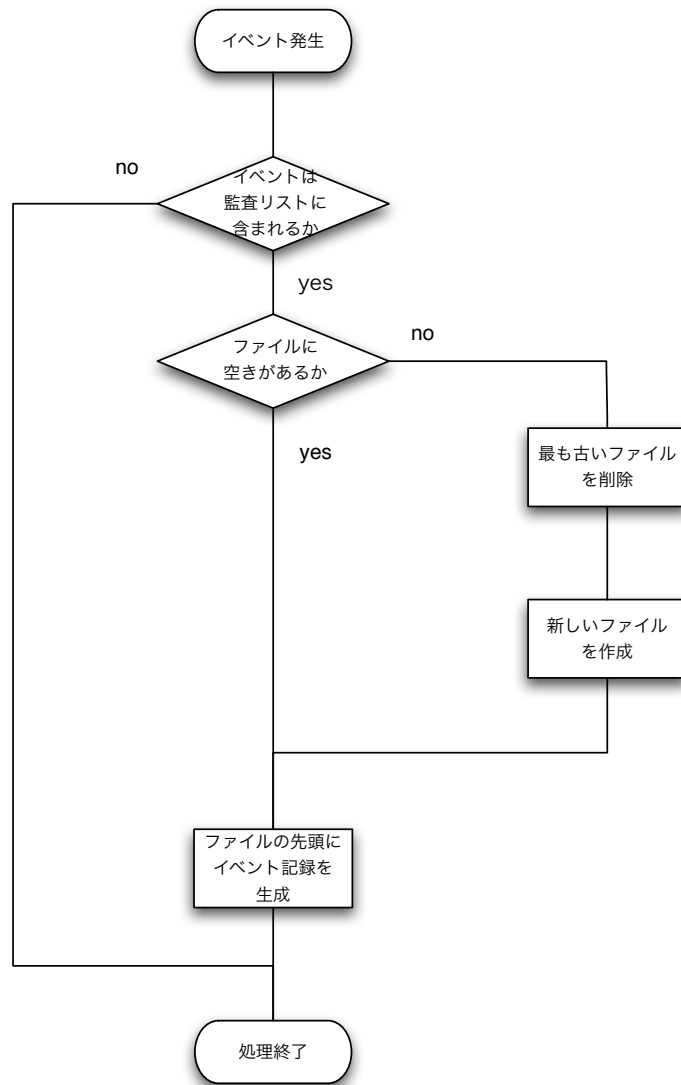 イベント発生
no
イベントは
監査リストに
含まれるか
yes
ファイルに
空きがあるか
no
yes
最も古いファイル
を削除
新しいファイル
を作成
ファイルの先頭に
イベント記録を
生成
処理終了